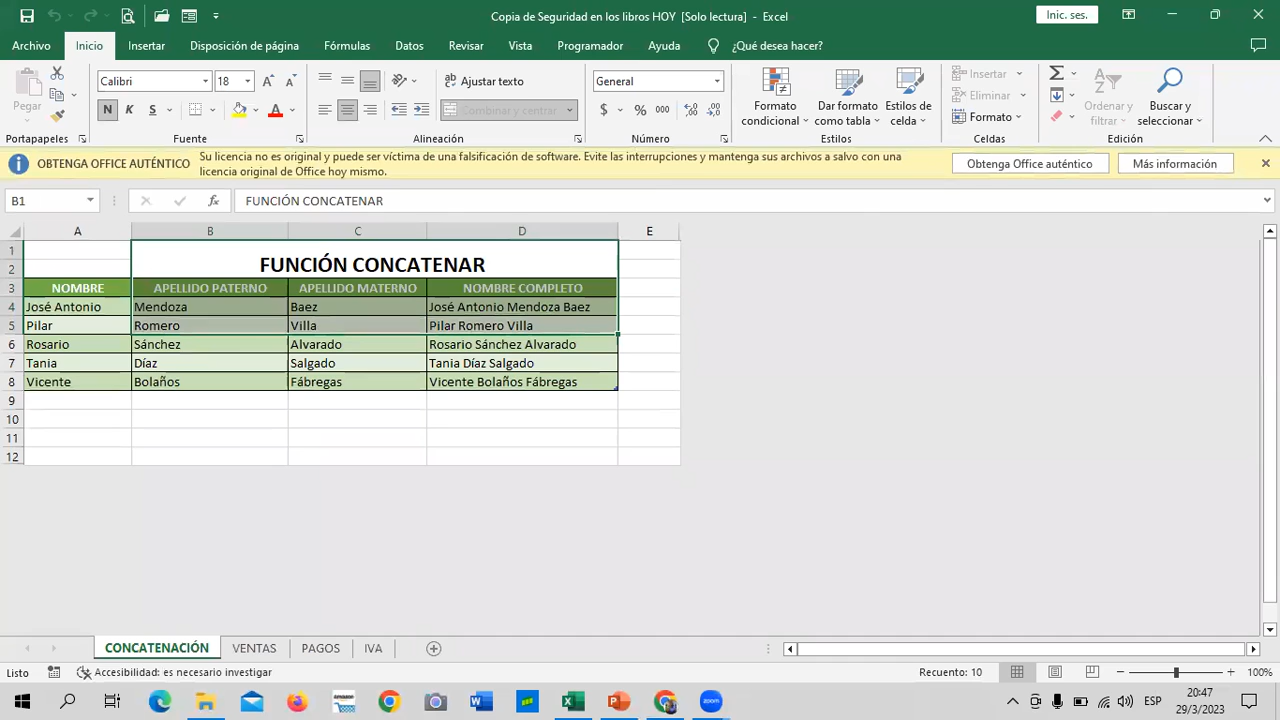 Copia de Seguridad en los libros HOY [Solo lectura] - Excel
Inic. ses.
Archivo Inicio Insertar Disposición de página Fórmulas Datos Revisar Vista Programador Ayuda ¿Qué desea hacer?
Pegar
Portapapeles
Calibri 18
N K S
Fuente
Ajustar texto
Combinar y centrar
Alineación
General
$ % 000
Número
Formato condicional
Dar formato como tabla
Estilos de celda
Estilos
Insertar
Eliminar
Formato
Celdas
Ordenar y filtrar
Buscar y seleccionar
Edición
OBTENGA OFFICE AUTÉNTICO Su licencia no es original y puede ser víctima de una falsificación de software. Evite las interrupciones y mantenga sus archivos a salvo con una
licencia original de Office hoy mismo.
Obtenga Office auténtico Más información
B1 fx FUNCIÓN CONCATENAR
A B C D E
1
2 FUNCIÓN CONCATENAR
3 NOMBRE APELLIDO PATERNO APELLIDO MATERNO NOMBRE COMPLETO
4 José Antonio Mendoza Baez José Antonio Mendoza Baez
5 Pilar Romero Villa Pilar Romero Villa
6 Rosario Sánchez Alvarado Rosario Sánchez Alvarado
7 Tania Díaz Salgado Tania Díaz Salgado
8 Vicente Bolaños Fábregas Vicente Bolaños Fábregas
9
10
11
12
CONCATENACIÓN VENTAS PAGOS IVA
Listo Accesibilidad: es necesario investigar Recuento: 10 100%
zoom
ESP
20:47
29/3/2023